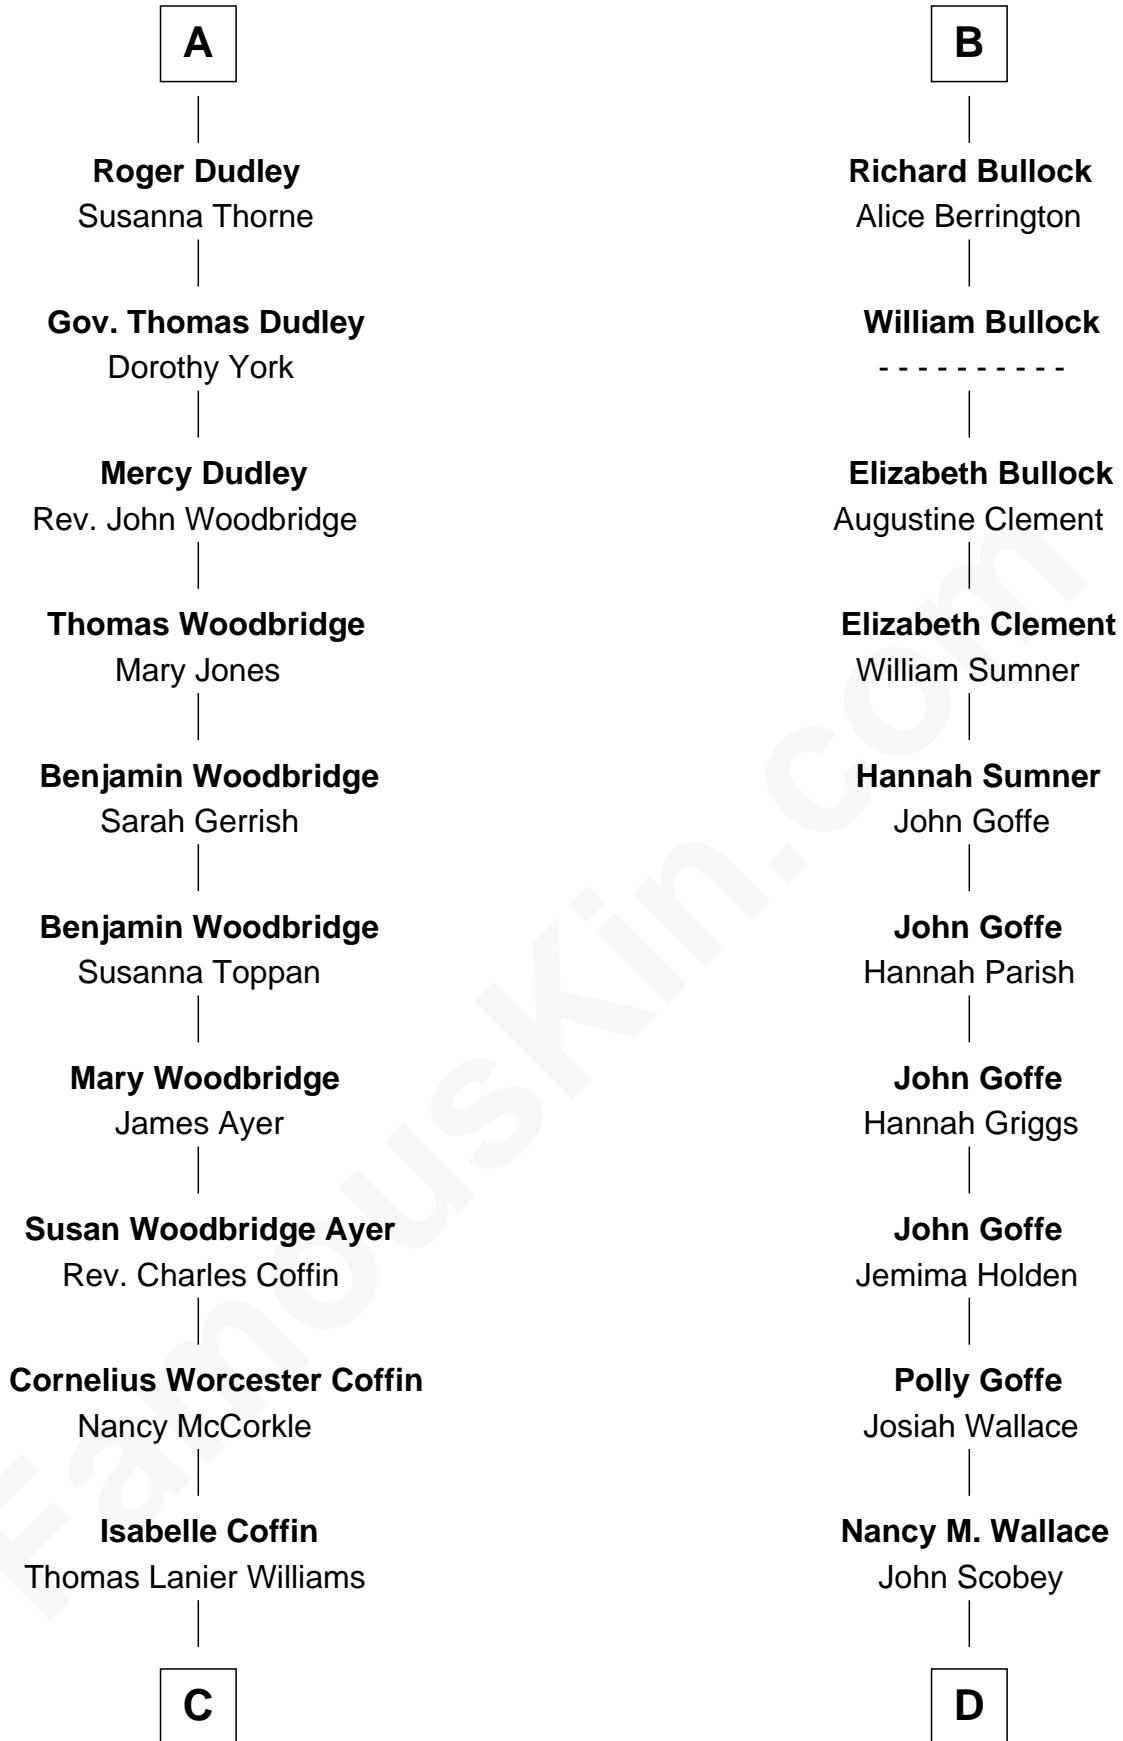 A
Roger Dudley
Susanna Thorne
Gov. Thomas Dudley
Dorothy York
Mercy Dudley
Rev. John Woodbridge
Thomas Woodbridge
Mary Jones
Benjamin Woodbridge
Sarah Gerrish
Benjamin Woodbridge
Susanna Toppan
Mary Woodbridge
James Ayer
Susan Woodbridge Ayer
Rev. Charles Coffin
Cornelius Worcester Coffin
Nancy McCorkle
Isabelle Coffin
Thomas Lanier Williams
C
B
Richard Bullock
Alice Berrington
William Bullock
- - - - - - - - - -
Elizabeth Bullock
Augustine Clement
Elizabeth Clement
William Sumner
Hannah Sumner
John Goffe
John Goffe
Hannah Parish
John Goffe
Hannah Griggs
John Goffe
Jemima Holden
Polly Goffe
Josiah Wallace
Nancy M. Wallace
John Scobey
D
FamousKin.com